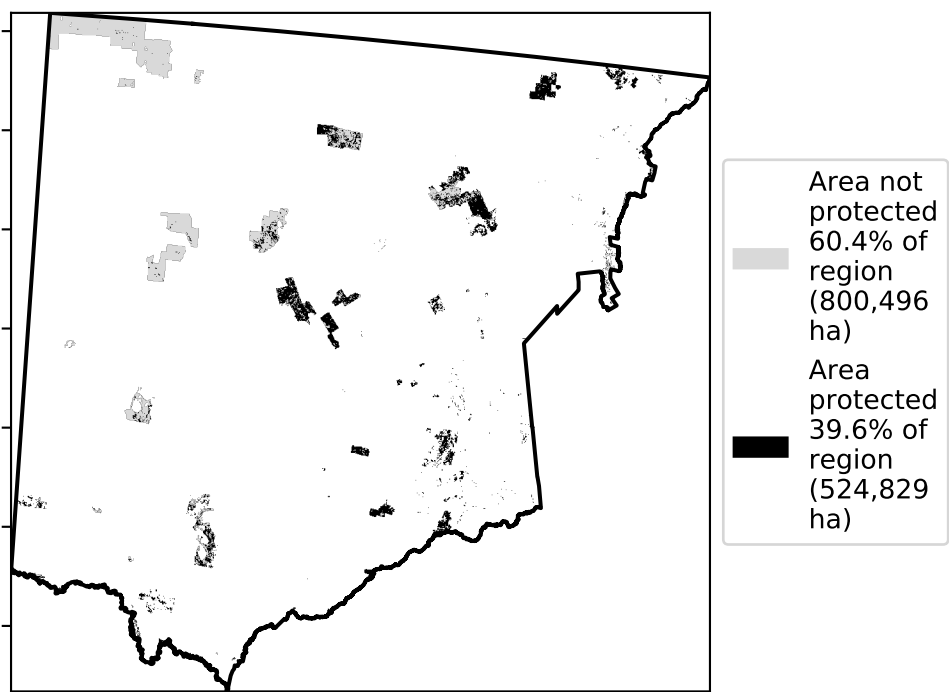 Area not
protected
60.4% of
region
(800,496
ha)
Area
protected
39.6% of
region
(524,829
ha)